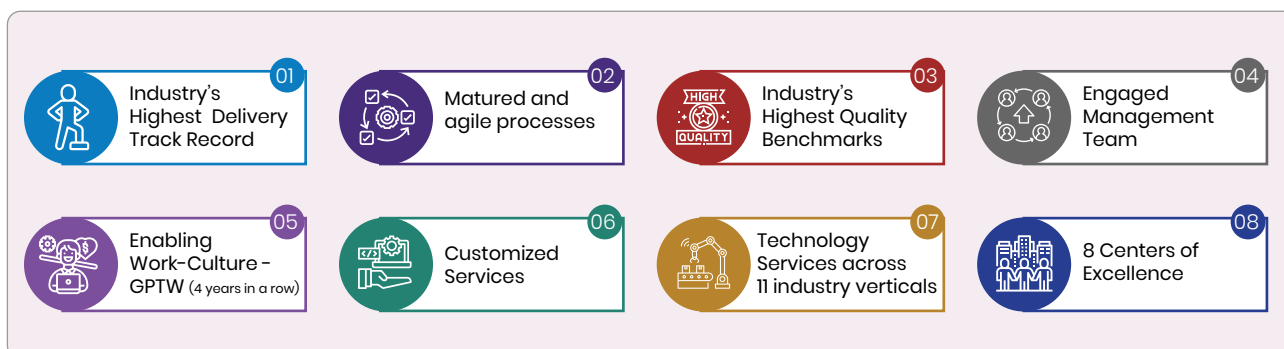 01
Industry's
Highest Delivery
Track Record
02
Matured and
agile processes
03
HIGH
QUALITY
Industry's
Highest Quality
Benchmarks
04
Engaged
Management
Team
05
Enabling
Work-Culture -
GPTW (4 years in a row)
06
</>
Customized
Services
07
Technology
Services across
11 industry verticals
08
8 Centers of
Excellence